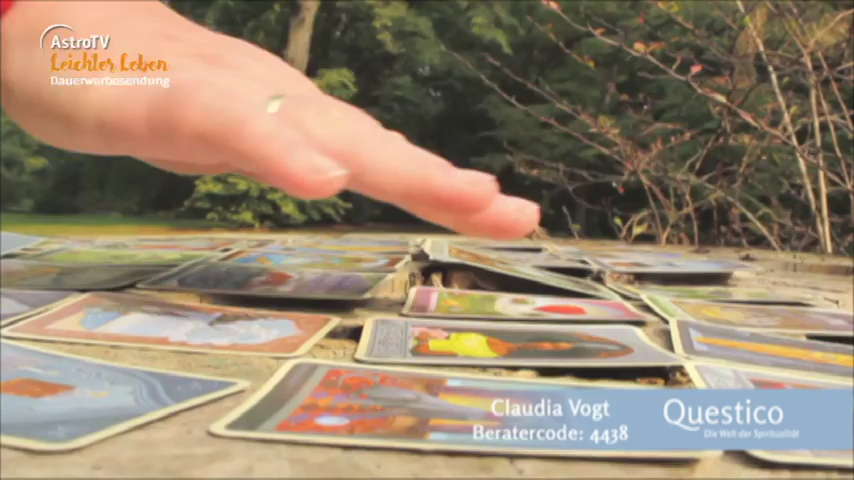 AstroTV
Leichter Leben
Dauerwerbesendung
Claudia Vogt
Beratercode: 4438
Questico
Die Welt der Spiritualität